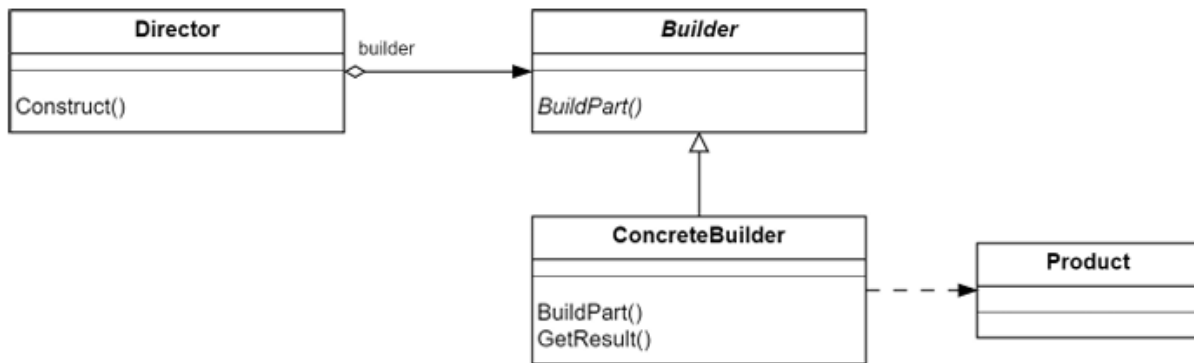 Director
builder
Builder
Construct()
BuildPart()
ConcreteBuilder
BuildPart()
GetResult()
Product